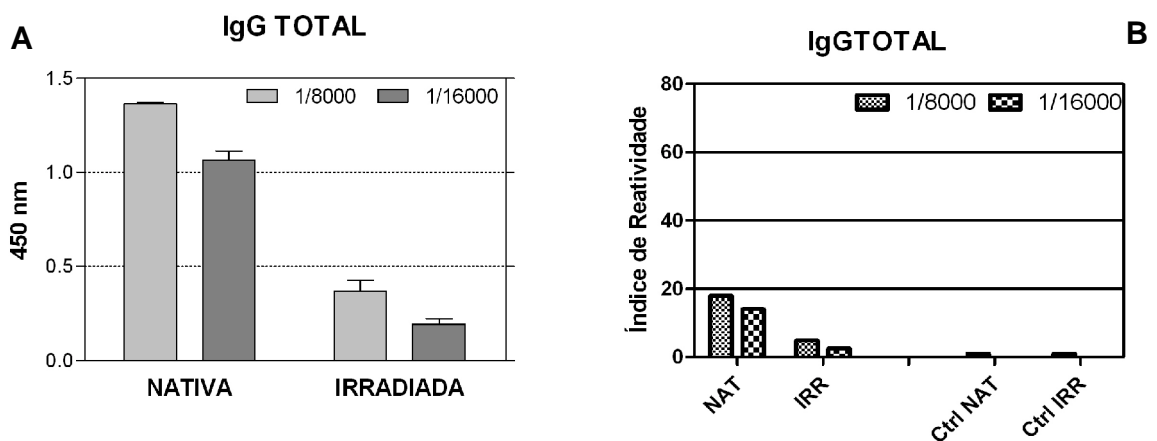 A
IgG TOTAL
1/8000 1/16000
450 nm
1.5
1.0
0.5
0.0
NATIVA IRRADIADA
B
IgGTOTAL
1/8000 1/16000
Índice de Reatividade
80
60
40
20
0
NAT IRR Ctrl NAT Ctrl IRR